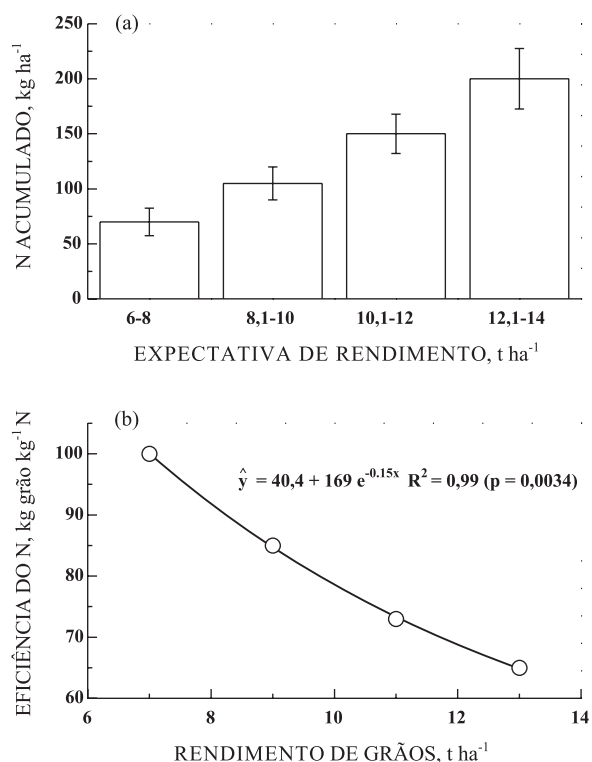 (a)
N ACUMULADO, kg ha⁻¹
250
200
150
100
50
0
6-8 8,1-10 10,1-12 12,1-14
EXPECTATIVA DE RENDIMENTO, t ha⁻¹
(b)
EFICIÊNCIA DO N, kg grão kg⁻¹ N
ŷ = 40,4 + 169 e⁻⁰·¹⁵ˣ R² = 0,99 (p = 0,0034)
100
90
80
70
60
6 8 10 12 14
RENDIMENTO DE GRÃOS, t ha⁻¹